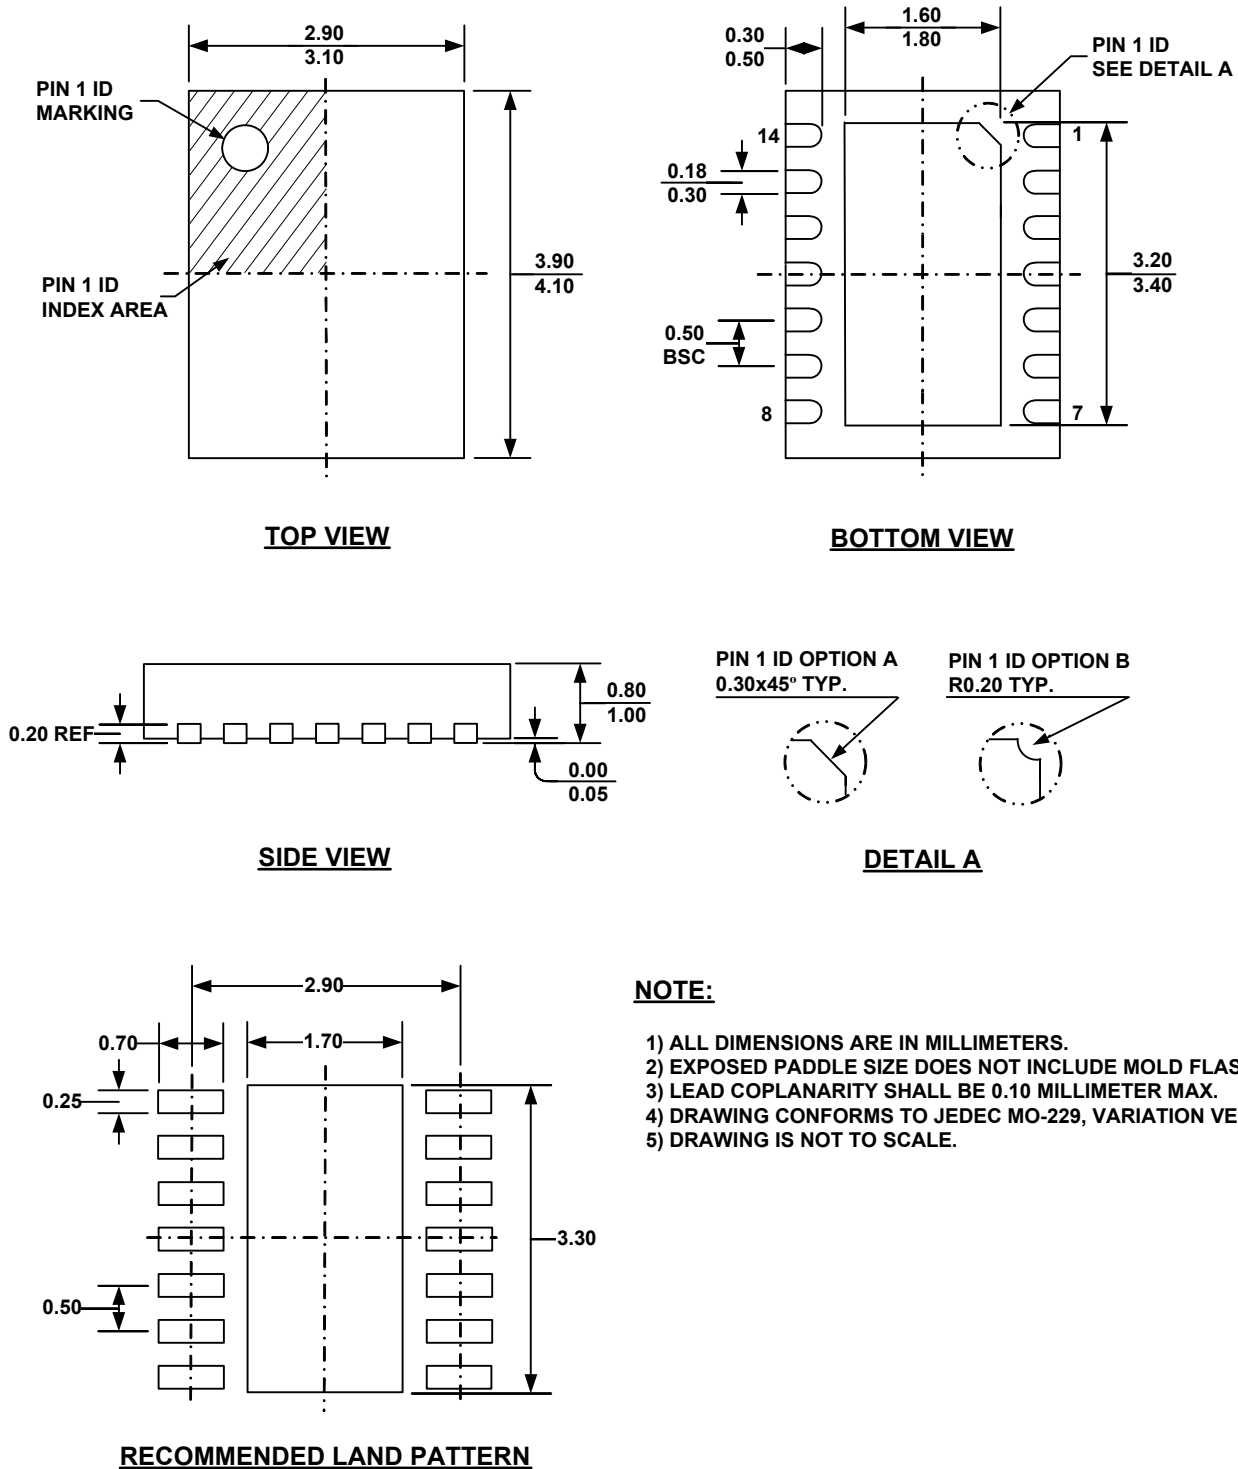 2.90
3.10
PIN 1 ID
MARKING
PIN 1 ID
INDEX AREA
3.90
4.10
TOP VIEW
0.30
0.50
1.60
1.80
PIN 1 ID
SEE DETAIL A
14
1
0.18
0.30
0.50
BSC
3.20
3.40
8
7
BOTTOM VIEW
0.20 REF
0.80
1.00
0.00
0.05
SIDE VIEW
PIN 1 ID OPTION A
0.30x45º TYP.
PIN 1 ID OPTION B
R0.20 TYP.
DETAIL A
2.90
0.70
1.70
0.25
0.50
3.30
RECOMMENDED LAND PATTERN
NOTE:
1) ALL DIMENSIONS ARE IN MILLIMETERS.
2) EXPOSED PADDLE SIZE DOES NOT INCLUDE MOLD FLAS
3) LEAD COPLANARITY SHALL BE 0.10 MILLIMETER MAX.
4) DRAWING CONFORMS TO JEDEC MO-229, VARIATION VE
5) DRAWING IS NOT TO SCALE.